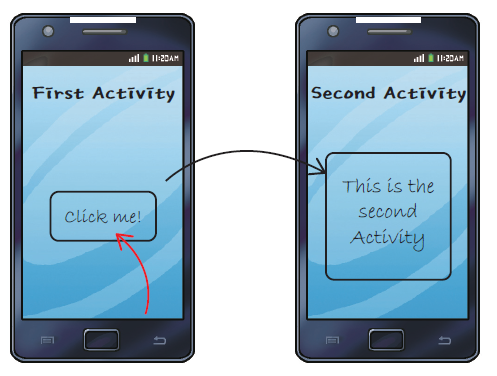 11:20AM
First Activity
Click me!
11:20AM
Second Activity
This is the
second
Activity